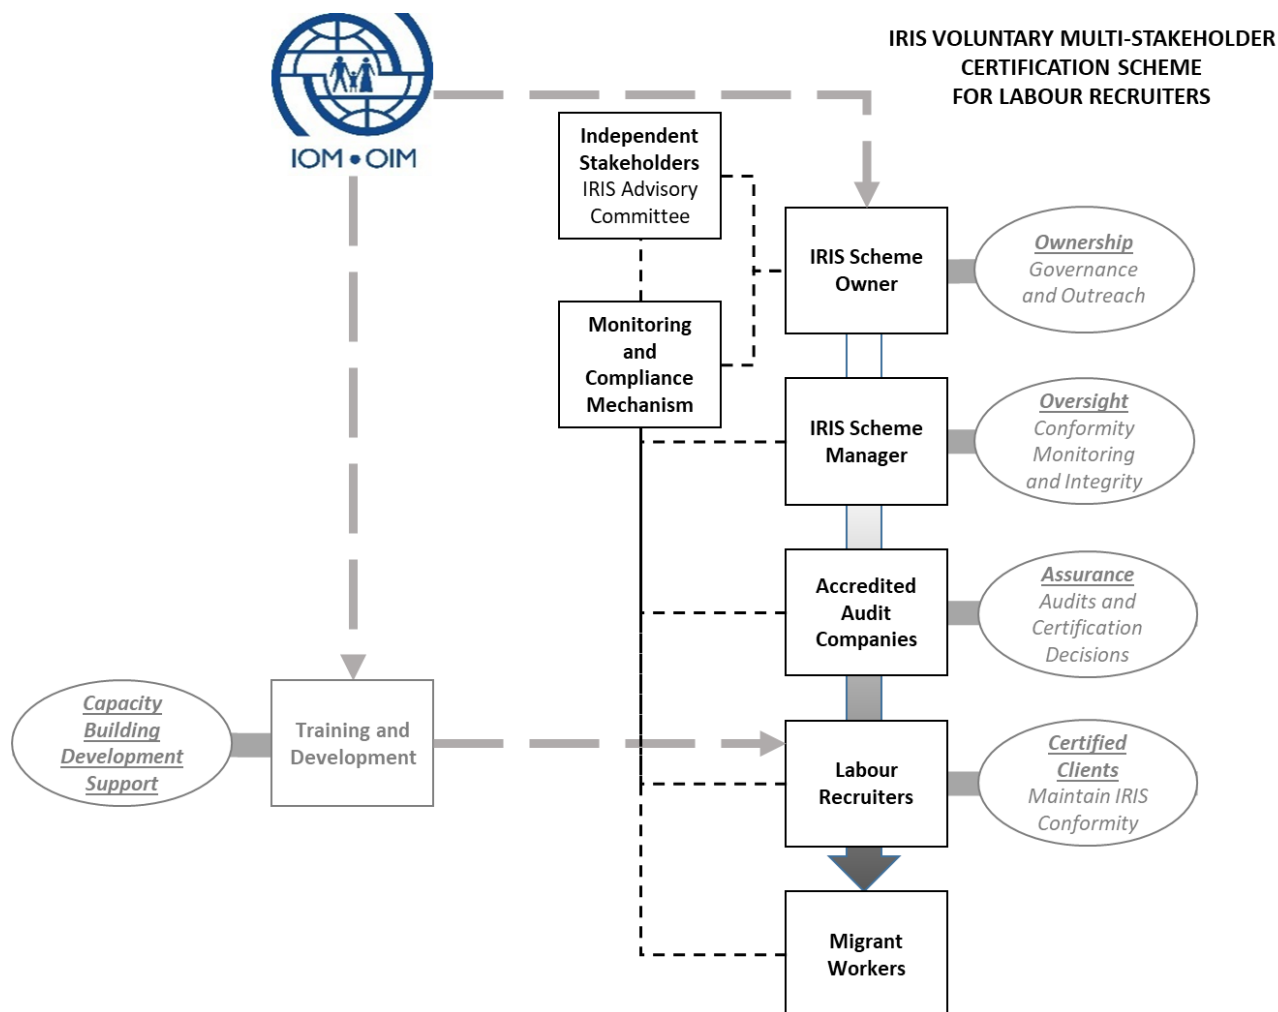 IRIS VOLUNTARY MULTI-STAKEHOLDER
CERTIFICATION SCHEME
FOR LABOUR RECRUITERS
IOM • OIM
Independent
Stakeholders
IRIS Advisory
Committee
IRIS Scheme
Owner
Ownership
Governance
and Outreach
Monitoring
and
Compliance
Mechanism
IRIS Scheme
Manager
Oversight
Conformity
Monitoring
and Integrity
Accredited
Audit
Companies
Assurance
Audits and
Certification
Decisions
Capacity
Building
Development
Support
Training and
Development
Labour
Recruiters
Certified
Clients
Maintain IRIS
Conformity
Migrant
Workers